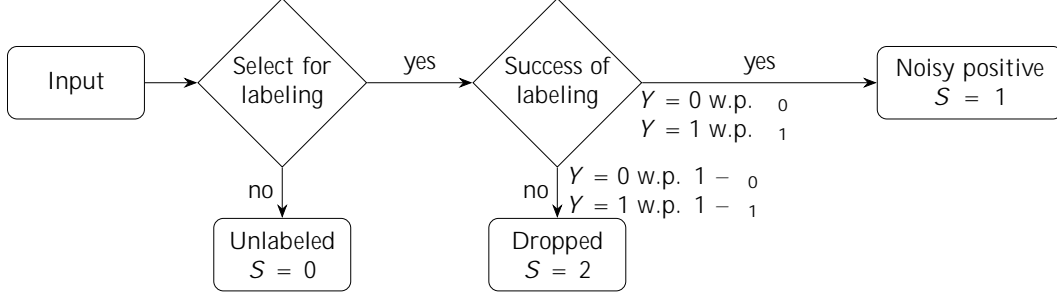 Input
Select for
labeling
yes
Success of
labeling
yes
Y = 0 w.p. 0
Y = 1 w.p. 1
Noisy positive
S = 1
no
Y = 0 w.p. 1 − 0
Y = 1 w.p. 1 − 1
no
Unlabeled
S = 0
Dropped
S = 2